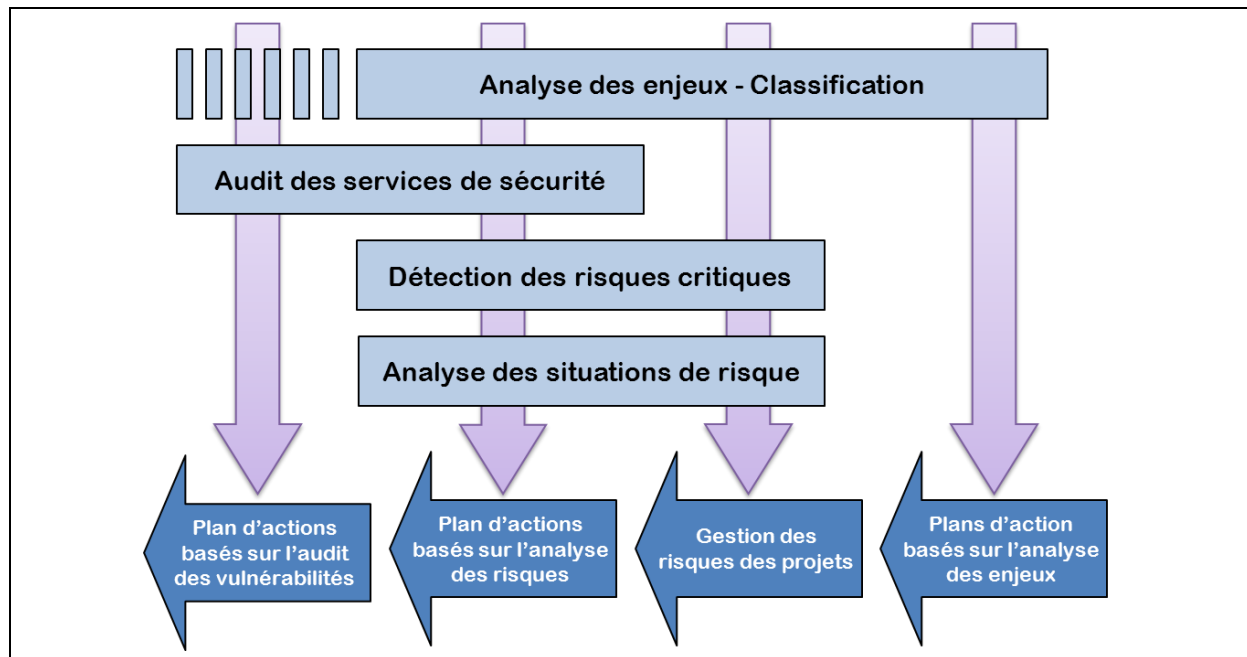 Analyse des enjeux - Classification
Audit des services de sécurité
Détection des risques critiques
Analyse des situations de risque
Plan d'actions
basés sur l'audit
des vulnérabilités
Plan d'actions
basés sur l'analyse
des risques
Gestion des
risques des projets
Plans d'action
basés sur l'analyse
des enjeux